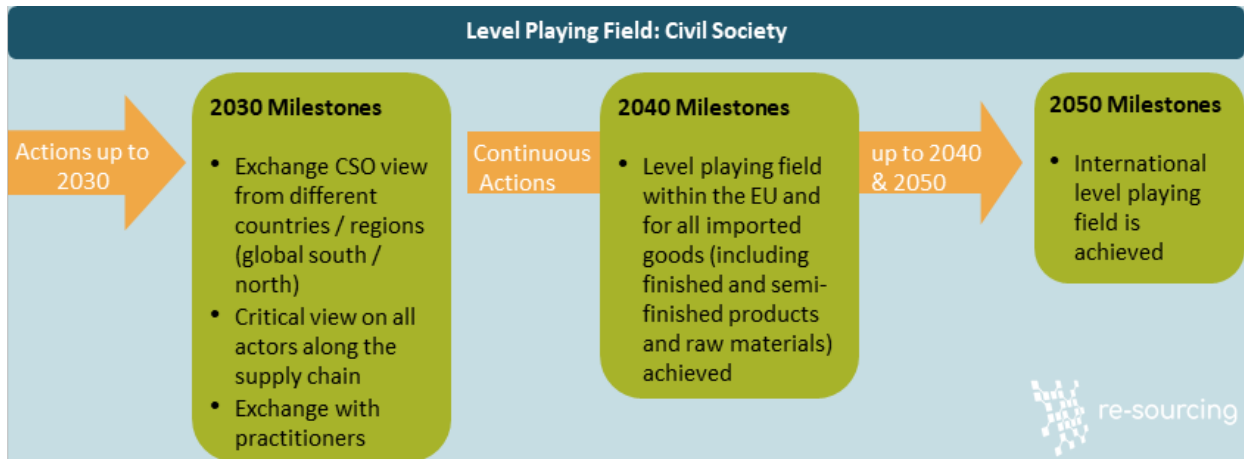 Level Playing Field: Civil Society
Actions up to
2030
2030 Milestones
• Exchange CSO view
from different
countries / regions
(global south /
north)
• Critical view on all
actors along the
supply chain
• Exchange with
practitioners
Continuous
Actions
2040 Milestones
• Level playing field
within the EU and
for all imported
goods (including
finished and semi-
finished products
and raw materials)
achieved
up to 2040
& 2050
2050 Milestones
• International
level playing
field is
achieved
re-sourcing